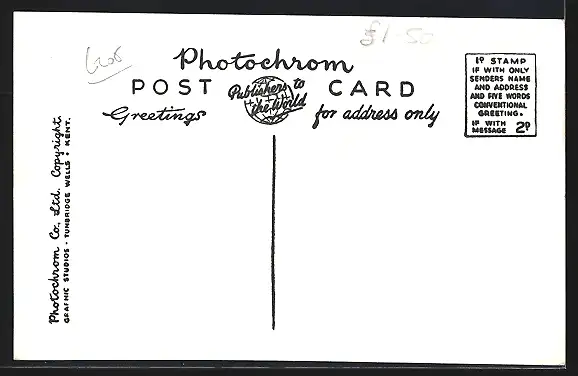 £1-50
Photochrom
POST CARD
Publishers to
the World
Greetings
for address only
1D STAMP
IF WITH ONLY
SENDERS NAME
AND ADDRESS
AND FIVE WORDS
CONVENTIONAL
GREETING.
IF WITH
MESSAGE 2D
Photochrom Co., Ltd. Copyright.
GRAPHIC STUDIOS · TUNBRIDGE WELLS · KENT.